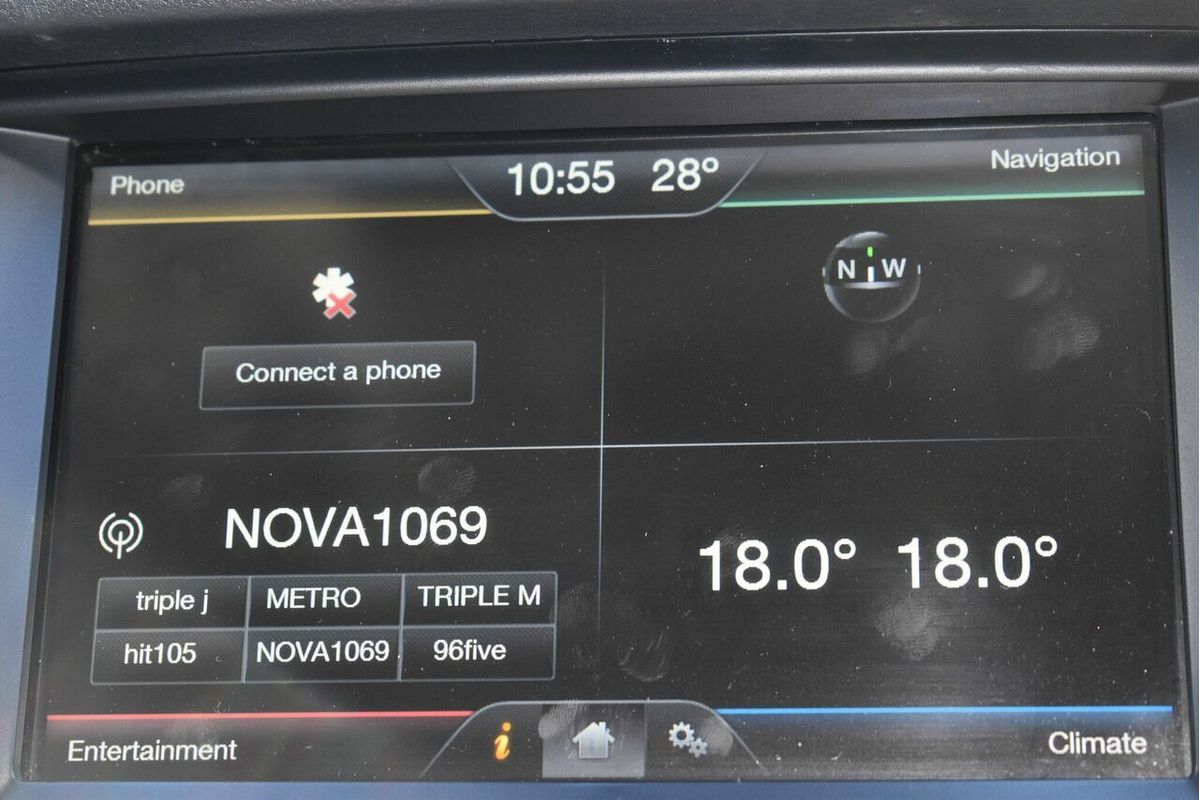 Phone
10:55 28°
Navigation
N W
Connect a phone
NOVA1069
triple j METRO TRIPLE M
hit105 NOVA1069 96five
18.0° 18.0°
Entertainment
i
Climate